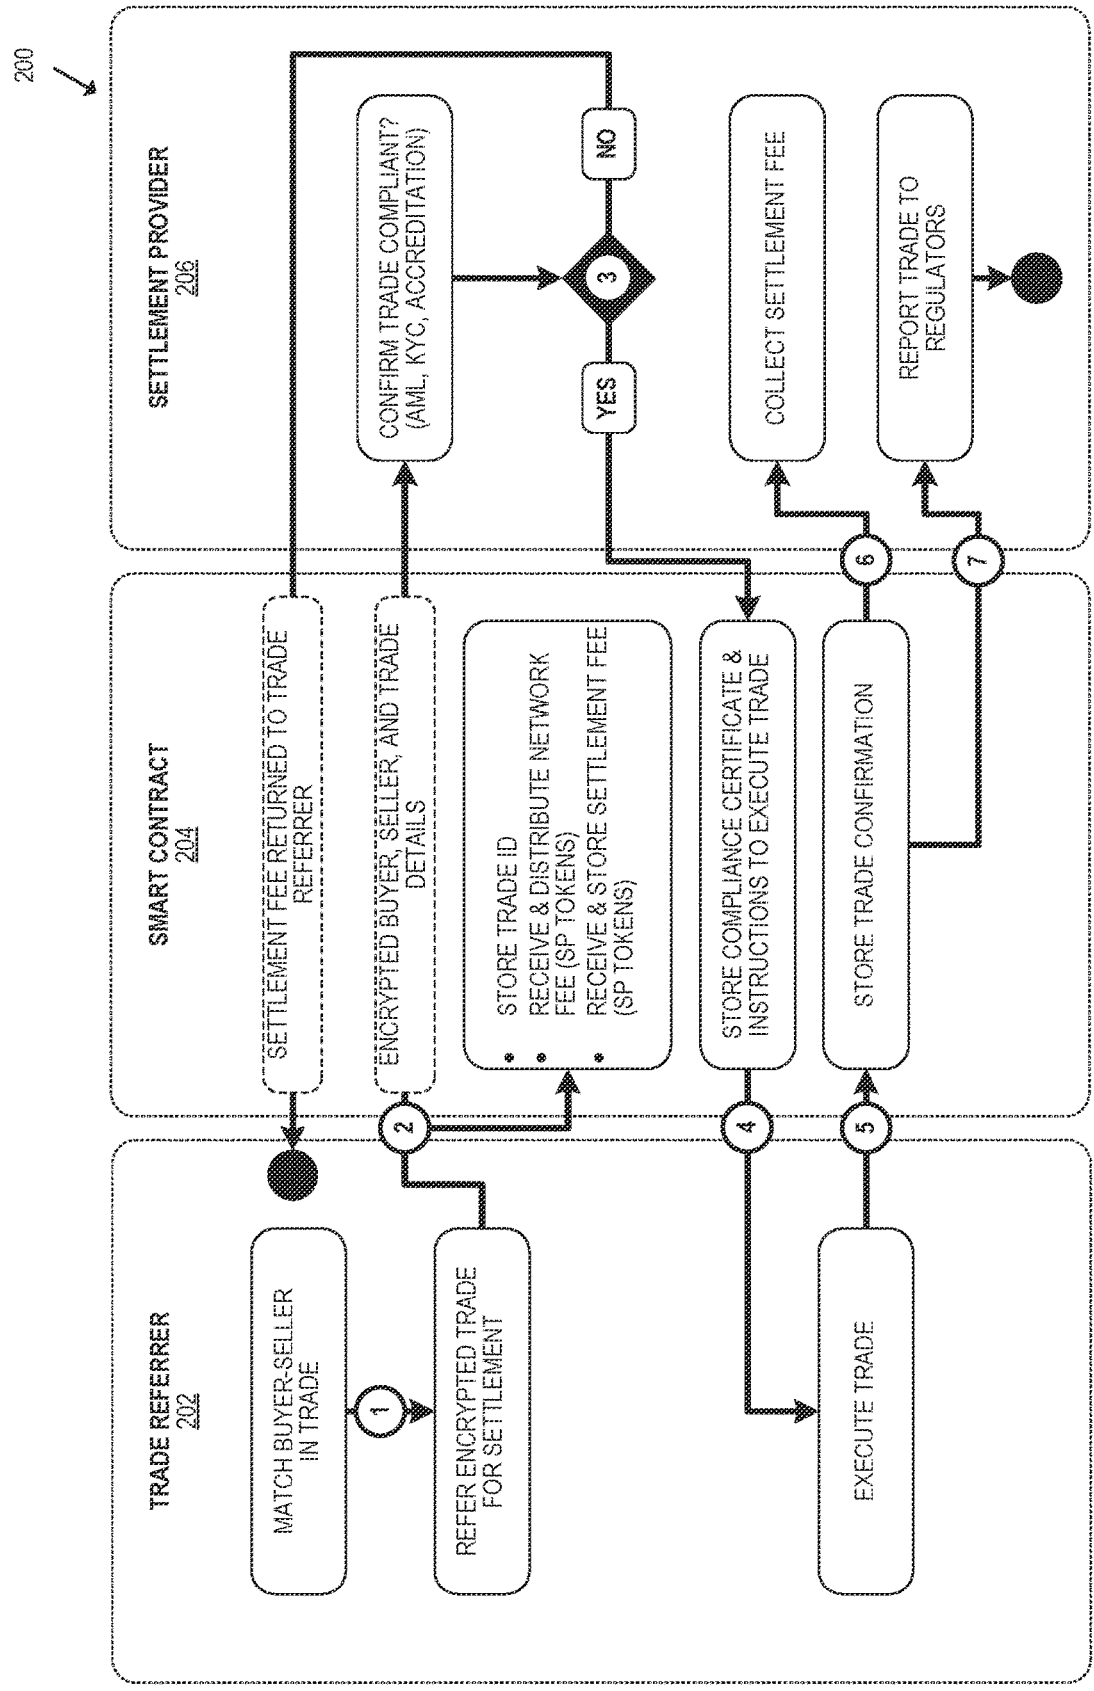 200
TRADE REFERRER
202
MATCH BUYER-SELLER
IN TRADE
1
REFER ENCRYPTED TRADE
FOR SETTLEMENT
EXECUTE TRADE
SMART CONTRACT
204
SETTLEMENT FEE RETURNED TO TRADE
REFERRER
ENCRYPTED BUYER, SELLER, AND TRADE
DETAILS
2
• STORE TRADE ID
• RECEIVE & DISTRIBUTE NETWORK
FEE (SP TOKENS)
• RECEIVE & STORE SETTLEMENT FEE
(SP TOKENS)
STORE COMPLIANCE CERTIFICATE &
INSTRUCTIONS TO EXECUTE TRADE
4
STORE TRADE CONFIRMATION
5
SETTLEMENT PROVIDER
206
CONFIRM TRADE COMPLIANT?
(AML, KYC, ACCREDITATION)
YES
3
NO
COLLECT SETTLEMENT FEE
6
REPORT TRADE TO
REGULATORS
7